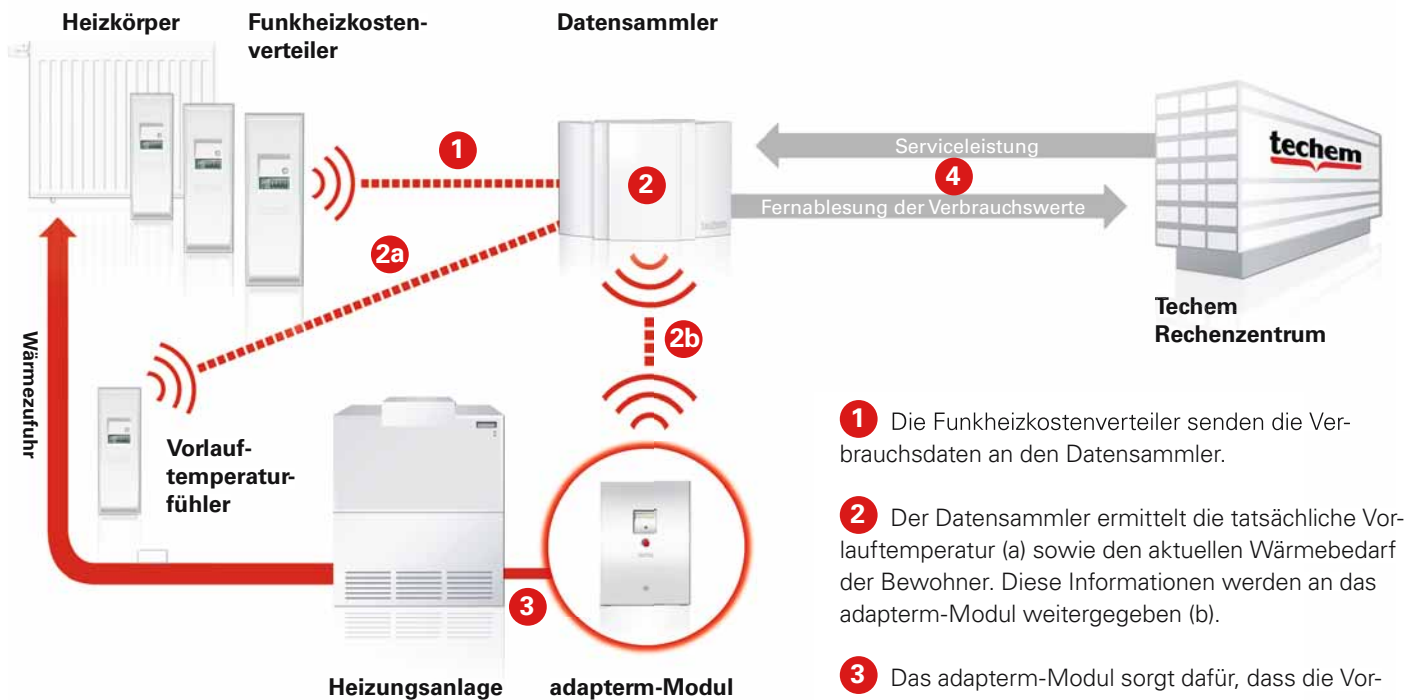 Heizkörper
Funkheizkosten-
verteiler
Datensammler
1
2
Serviceleistung
4
Fernablesung der Verbrauchswerte
techem
techem
2a
2b
Techem
Rechenzentrum
Wärmezufuhr
Vorlauf-
temperatur-
fühler
3
Heizungsanlage
adapterm-Modul
1 Die Funkheizkostenverteiler senden die Ver-
brauchsdaten an den Datensammler.
2 Der Datensammler ermittelt die tatsächliche Vor-
lauftemperatur (a) sowie den aktuellen Wärmebedarf
der Bewohner. Diese Informationen werden an das
adapterm-Modul weitergegeben (b).
3 Das adapterm-Modul sorgt dafür, dass die Vor-